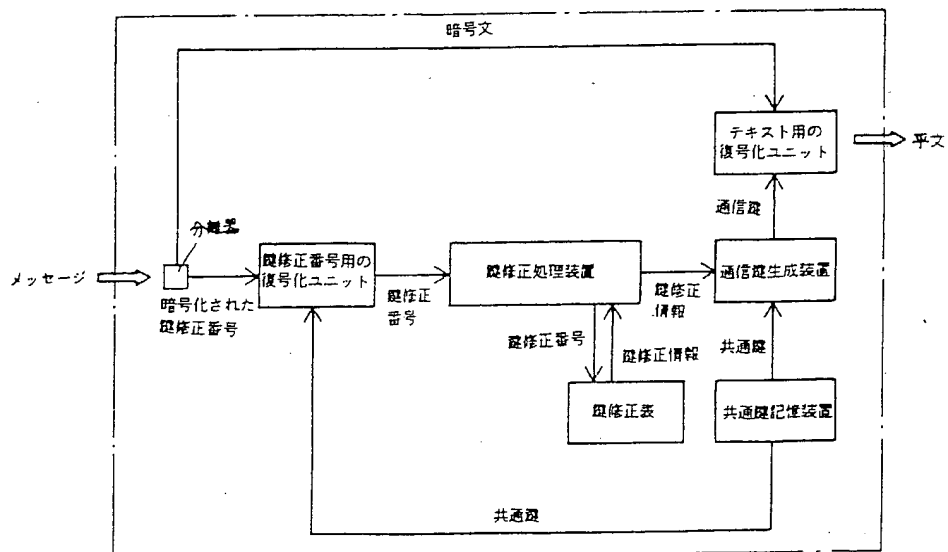 暗号文
テキスト用の
復号化ユニット
平文
通信鍵
分離器
メッセージ
鍵修正番号用の
復号化ユニット
鍵修正処理装置
通信鍵生成装置
暗号化された
鍵修正番号
鍵修正
番号
鍵修正
情報
鍵修正番号
鍵修正情報
共通鍵
鍵修正表
共通鍵記憶装置
共通鍵